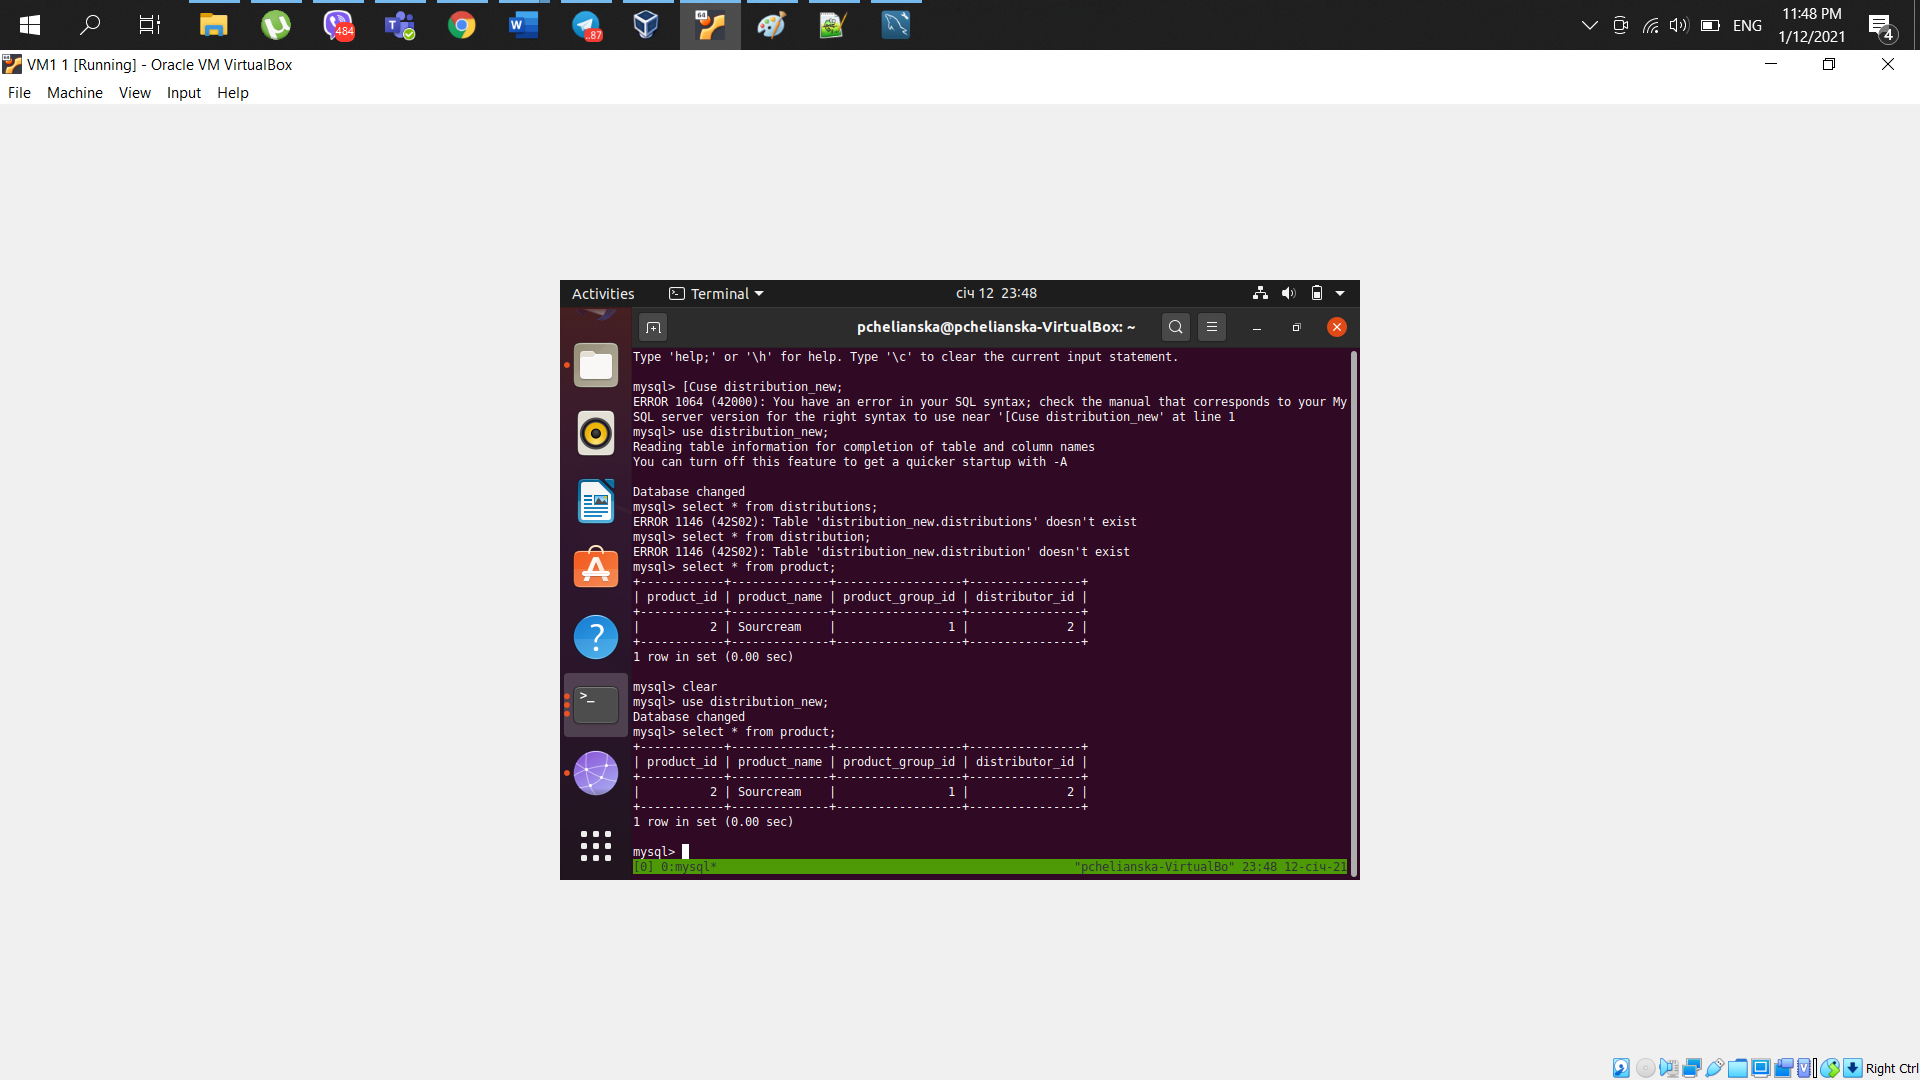 484
.87
ENG
11:48 PM
1/12/2021
4
VM1 1 [Running] - Oracle VM VirtualBox
File Machine View Input Help
Activities Terminal січ 12 23:48
pchelianska@pchelianska-VirtualBox: ~
Type 'help;' or '\h' for help. Type '\c' to clear the current input statement.
mysql> [Cuse distribution_new;
ERROR 1064 (42000): You have an error in your SQL syntax; check the manual that corresponds to your My
SQL server version for the right syntax to use near '[Cuse distribution_new' at line 1
mysql> use distribution_new;
Reading table information for completion of table and column names
You can turn off this feature to get a quicker startup with -A
Database changed
mysql> select * from distributions;
ERROR 1146 (42S02): Table 'distribution_new.distributions' doesn't exist
mysql> select * from distribution;
ERROR 1146 (42S02): Table 'distribution_new.distribution' doesn't exist
mysql> select * from product;
+------------+--------------+------------------+----------------+
| product_id | product_name | product_group_id | distributor_id |
+------------+--------------+------------------+----------------+
|          2 | Sourcream    |                1 |              2 |
+------------+--------------+------------------+----------------+
1 row in set (0.00 sec)
mysql> clear
mysql> use distribution_new;
Database changed
mysql> select * from product;
+------------+--------------+------------------+----------------+
| product_id | product_name | product_group_id | distributor_id |
+------------+--------------+------------------+----------------+
|          2 | Sourcream    |                1 |              2 |
+------------+--------------+------------------+----------------+
1 row in set (0.00 sec)
mysql>
[0] 0:mysql* "pchelianska-VirtualBo" 23:48 12-січ-21
Right Ctrl